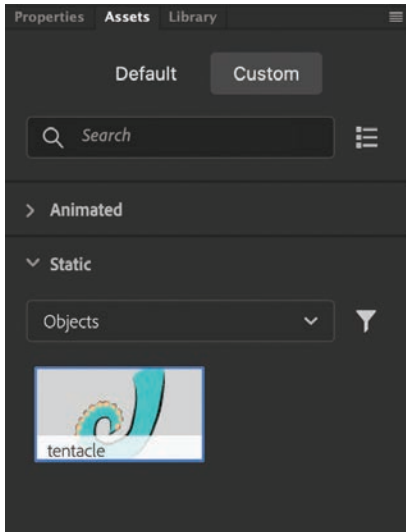 Properties Assets Library
Default Custom
Search
Animated
Static
Objects
tentacle